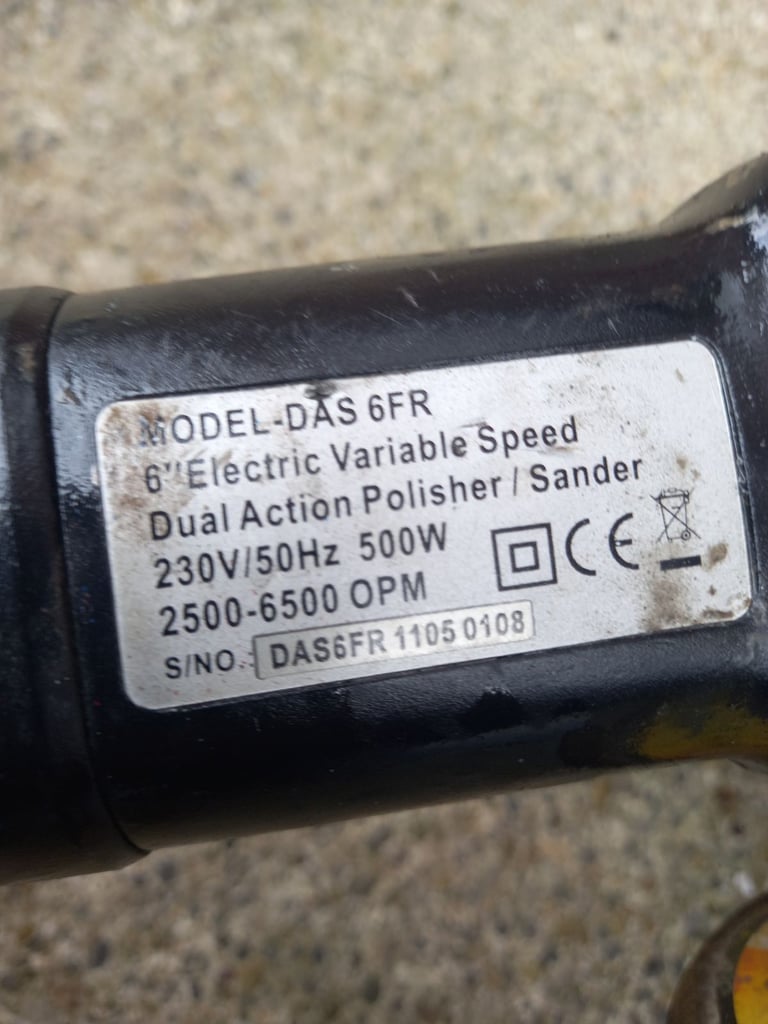 MODEL-DAS 6FR
6" Electric Variable Speed
Dual Action Polisher / Sander
230V/50Hz 500W
2500-6500 OPM
CE
S/NO.: DAS6FR 1105 0108